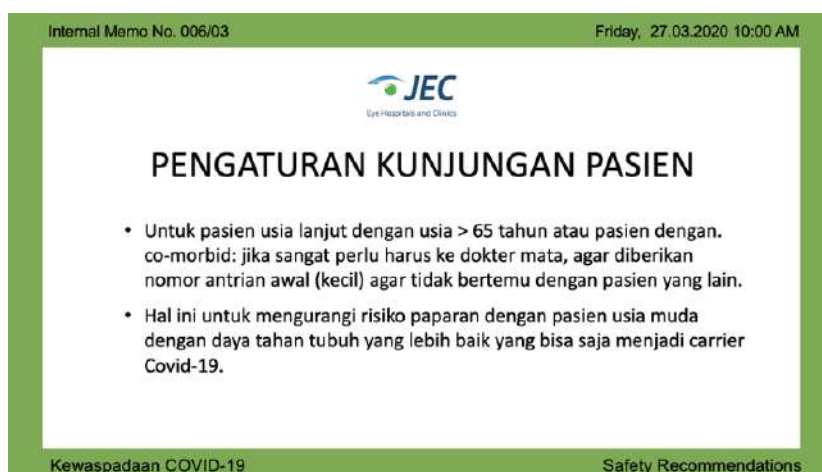 Internal Memo No. 006/03
Friday, 27.03.2020 10:00 AM
JEC
Eye Hospitals and Clinics
PENGATURAN KUNJUNGAN PASIEN
• Untuk pasien usia lanjut dengan usia > 65 tahun atau pasien dengan.
co-morbid: jika sangat perlu harus ke dokter mata, agar diberikan
nomor antrian awal (kecil) agar tidak bertemu dengan pasien yang lain.
• Hal ini untuk mengurangi risiko paparan dengan pasien usia muda
dengan daya tahan tubuh yang lebih baik yang bisa saja menjadi carrier
Covid-19.
Kewaspadaan COVID-19
Safety Recommendations